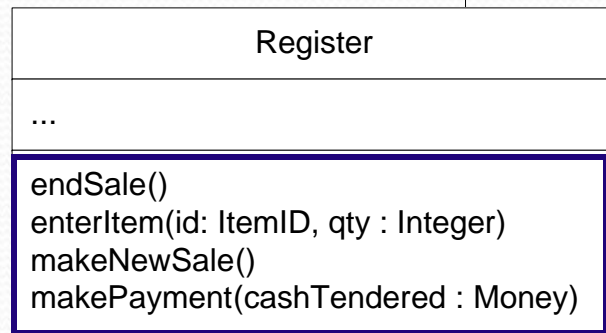 Register
...
endSale()
enterItem(id: ItemID, qty : Integer)
makeNewSale()
makePayment(cashTendered : Money)